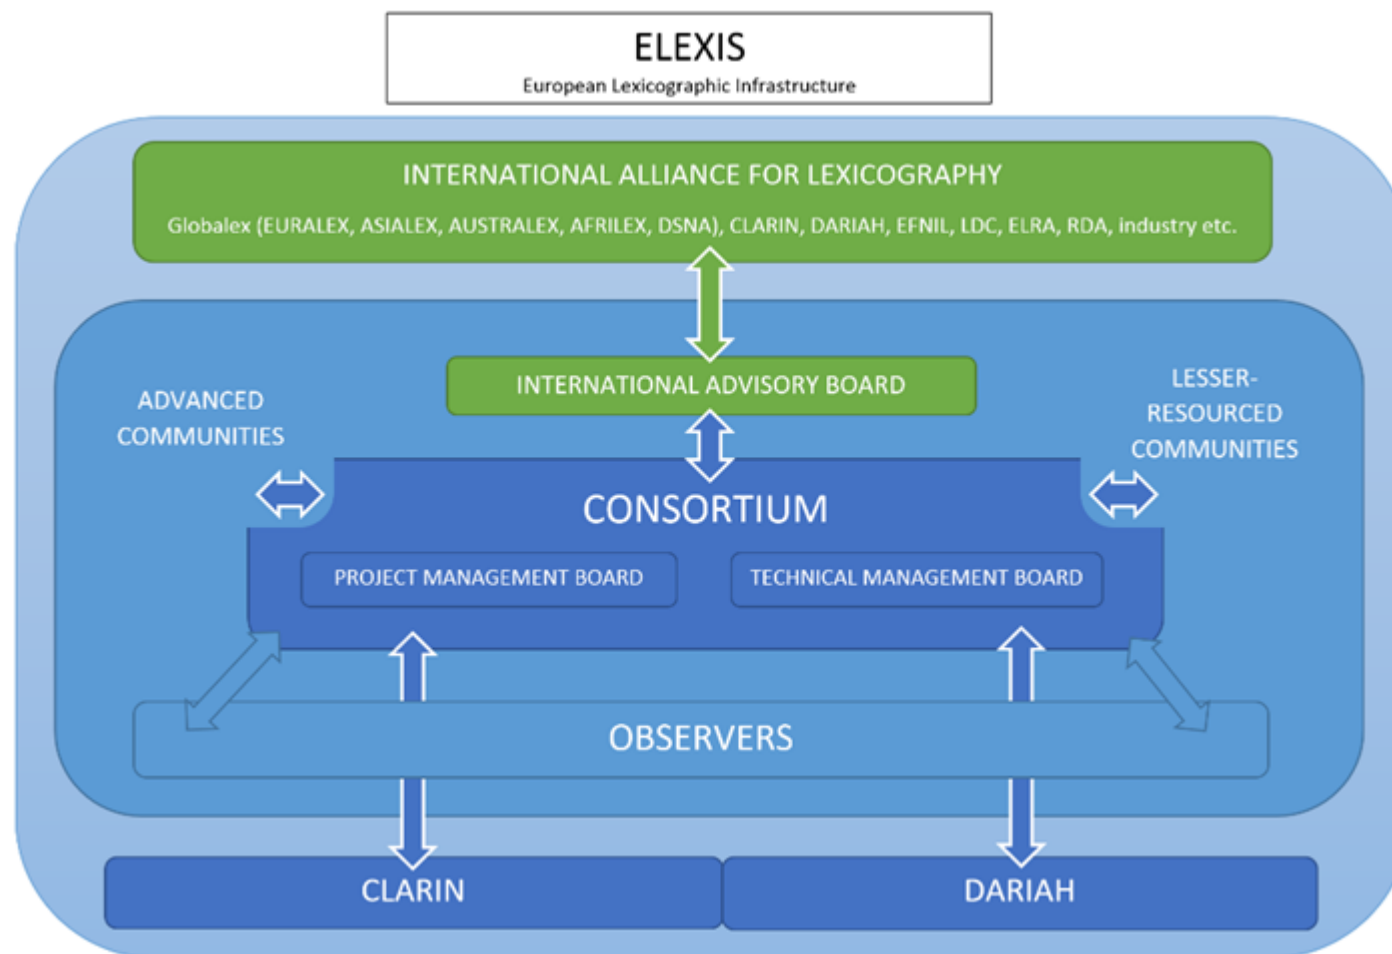 ELEXIS
European Lexicographic Infrastructure
INTERNATIONAL ALLIANCE FOR LEXICOGRAPHY
Globalex (EURALEX, ASIALEX, AUSTRALEX, AFRILEX, DSNA), CLARIN, DARIAH, EFNIL, LDC, ELRA, RDA, industry etc.
INTERNATIONAL ADVISORY BOARD
ADVANCED
COMMUNITIES
LESSER-
RESOURCED
COMMUNITIES
CONSORTIUM
PROJECT MANAGEMENT BOARD
TECHNICAL MANAGEMENT BOARD
OBSERVERS
CLARIN
DARIAH